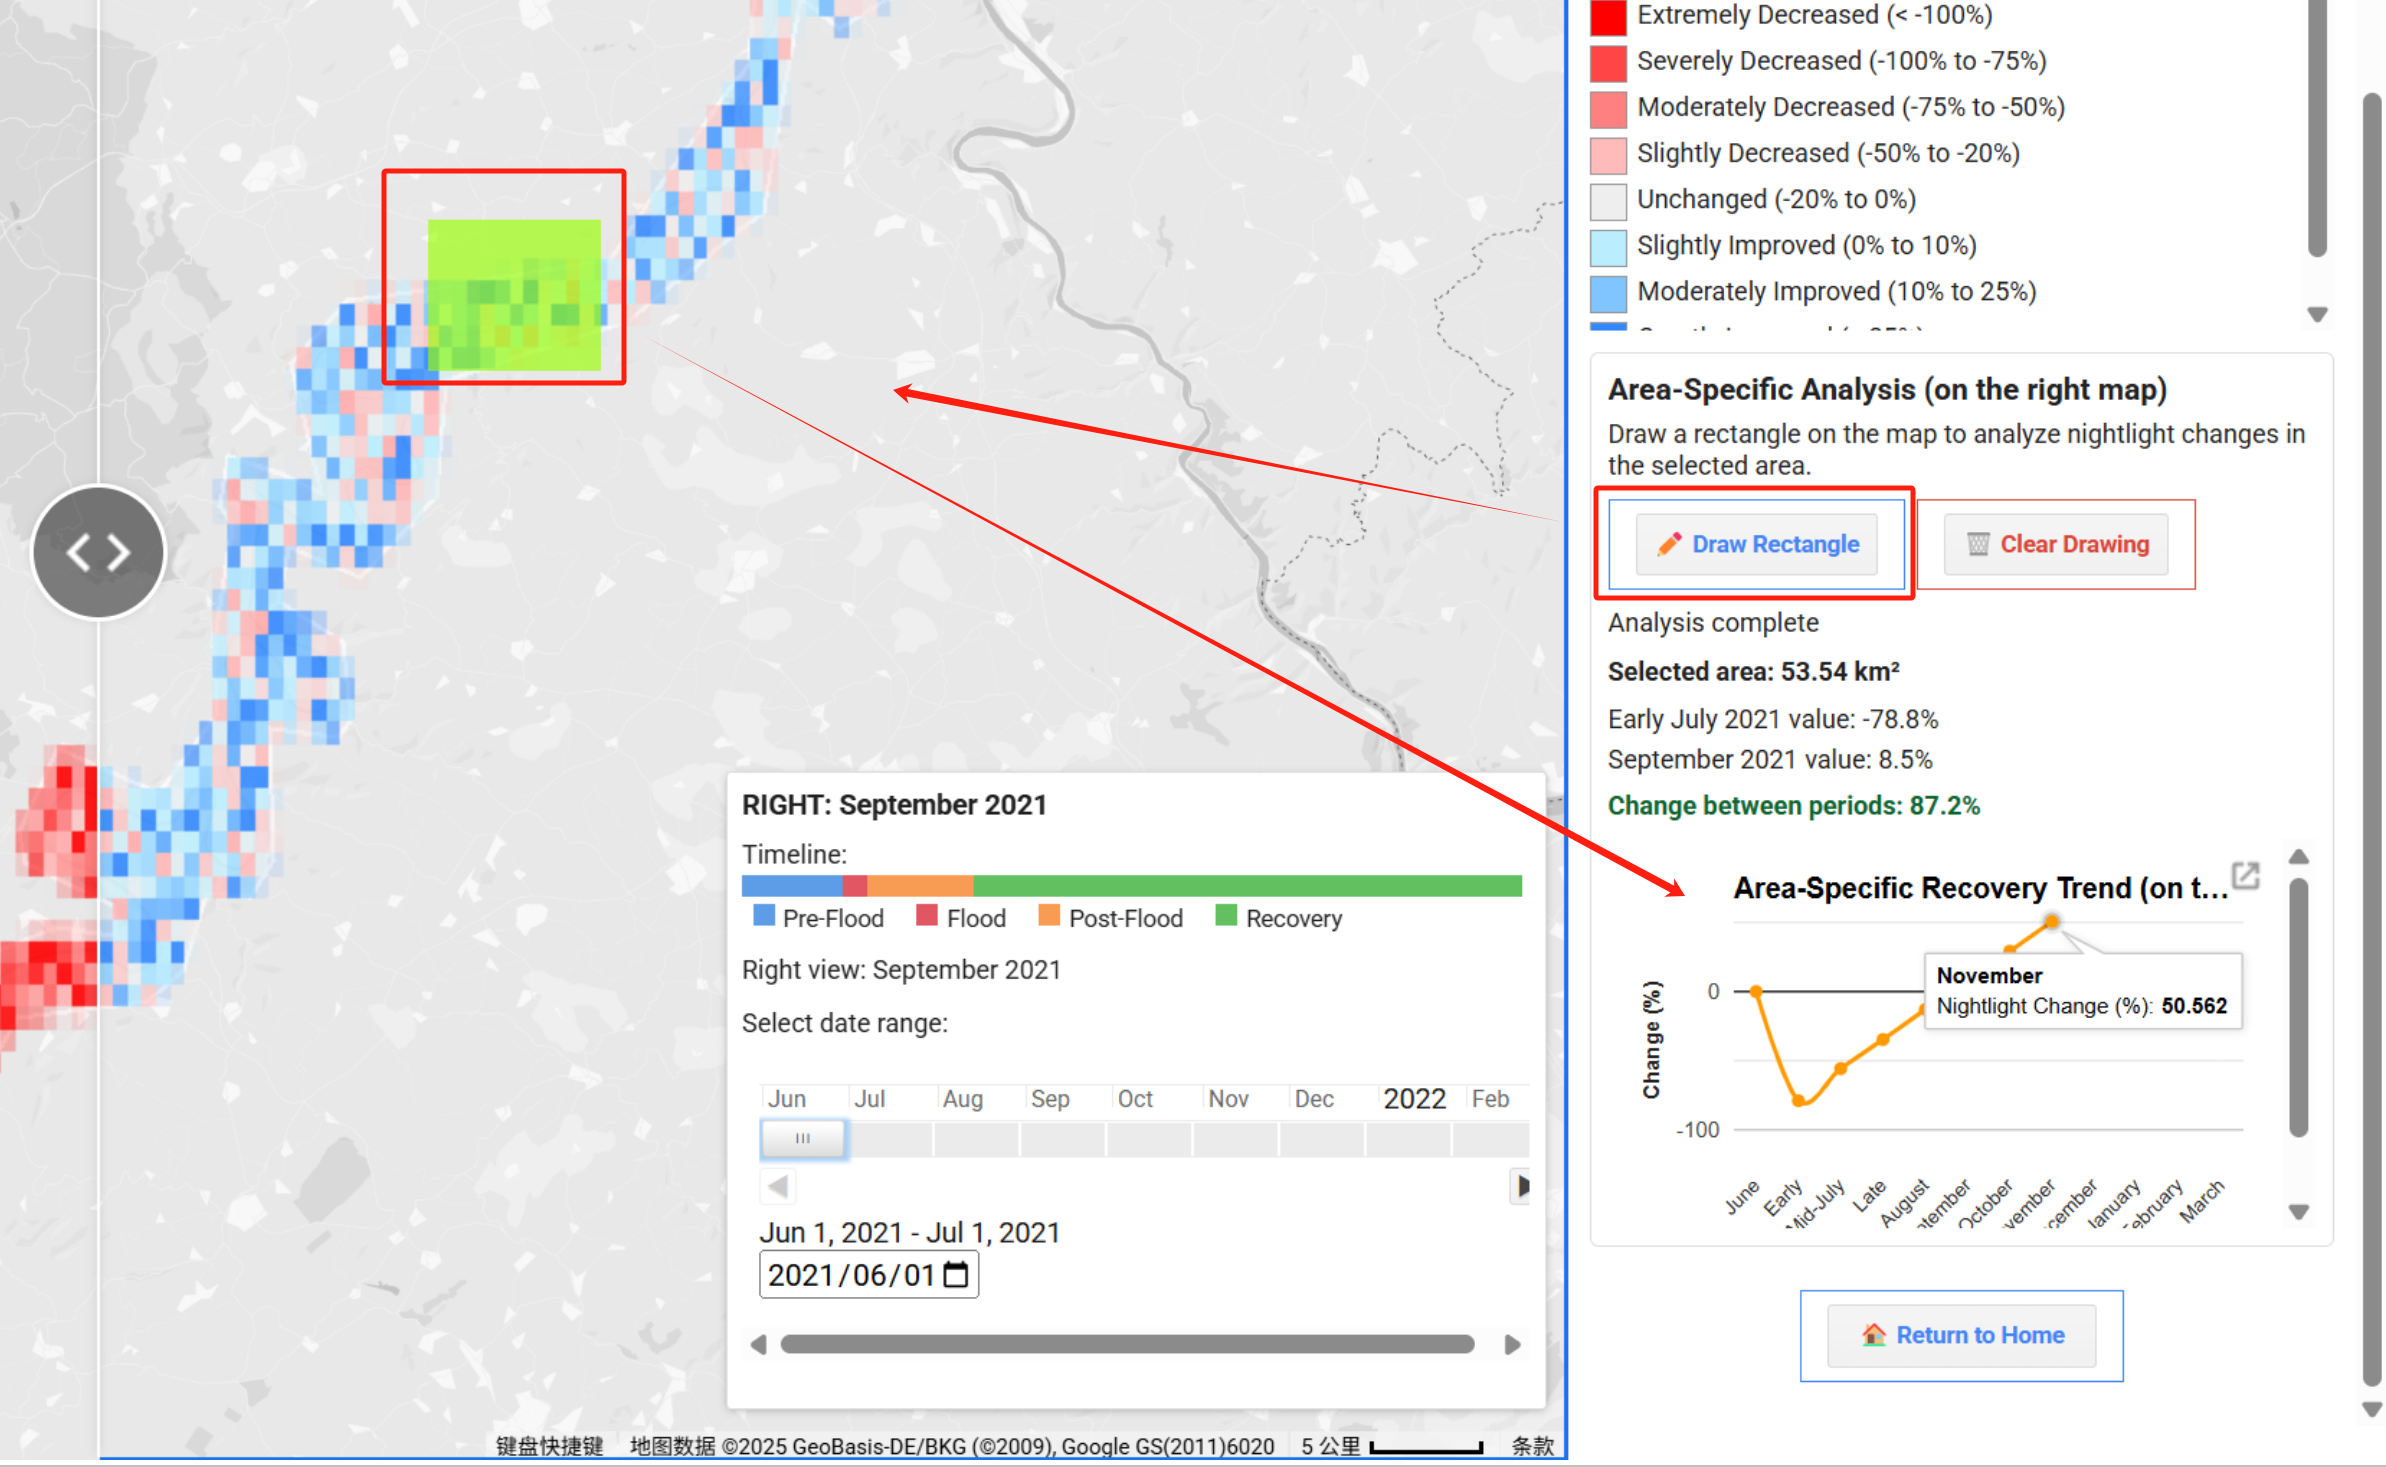 Extremely Decreased (< -100%)
Severely Decreased (-100% to -75%)
Moderately Decreased (-75% to -50%)
Slightly Decreased (-50% to -20%)
Unchanged (-20% to 0%)
Slightly Improved (0% to 10%)
Moderately Improved (10% to 25%)
Area-Specific Analysis (on the right map)
Draw a rectangle on the map to analyze nightlight changes in
the selected area.
Draw Rectangle
Clear Drawing
Analysis complete
Selected area: 53.54 km²
Early July 2021 value: -78.8%
September 2021 value: 8.5%
Change between periods: 87.2%
Area-Specific Recovery Trend (on t...
November
Nightlight Change (%): 50.562
Change (%)
0
-100
June
Early
Mid-July
Late
August
ptember
October
vember
cember
January
ebruary
March
Return to Home
RIGHT: September 2021
Timeline:
Pre-Flood Flood Post-Flood Recovery
Right view: September 2021
Select date range:
Jun Jul Aug Sep Oct Nov Dec 2022 Feb
Jun 1, 2021 - Jul 1, 2021
2021/06/01
键盘快捷键 地图数据 ©2025 GeoBasis-DE/BKG (©2009), Google GS(2011)6020 5 公里 条款